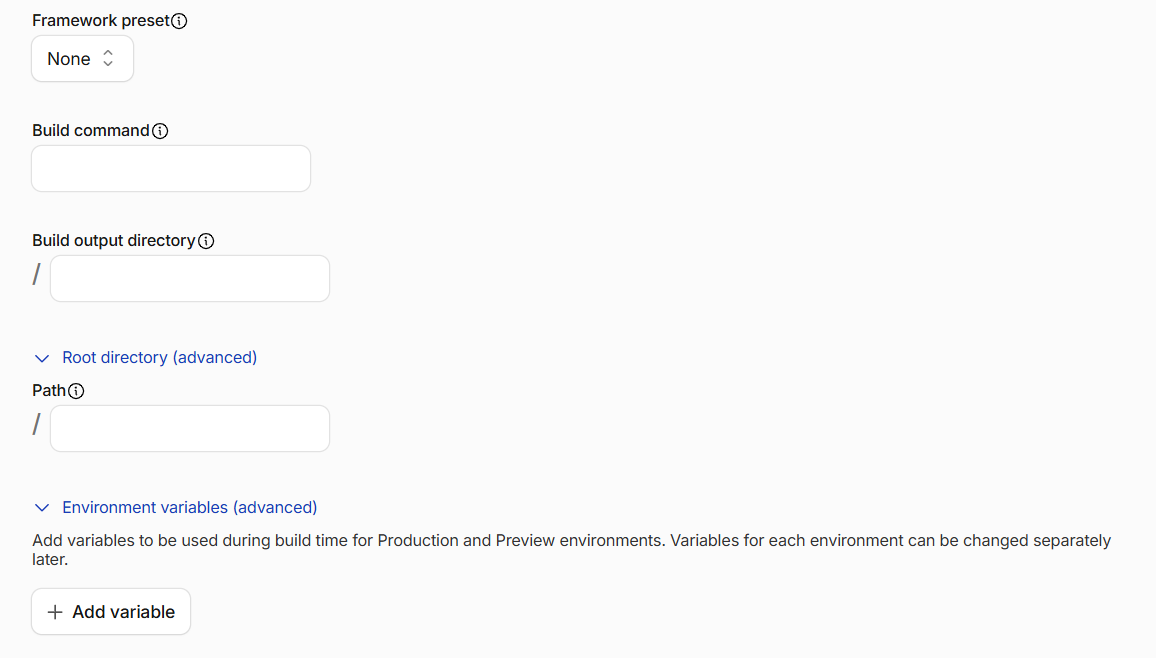 Framework preset
None
Build command
Build output directory
/
Root directory (advanced)
Path
/
Environment variables (advanced)
Add variables to be used during build time for Production and Preview environments. Variables for each environment can be changed separately
later.
+ Add variable